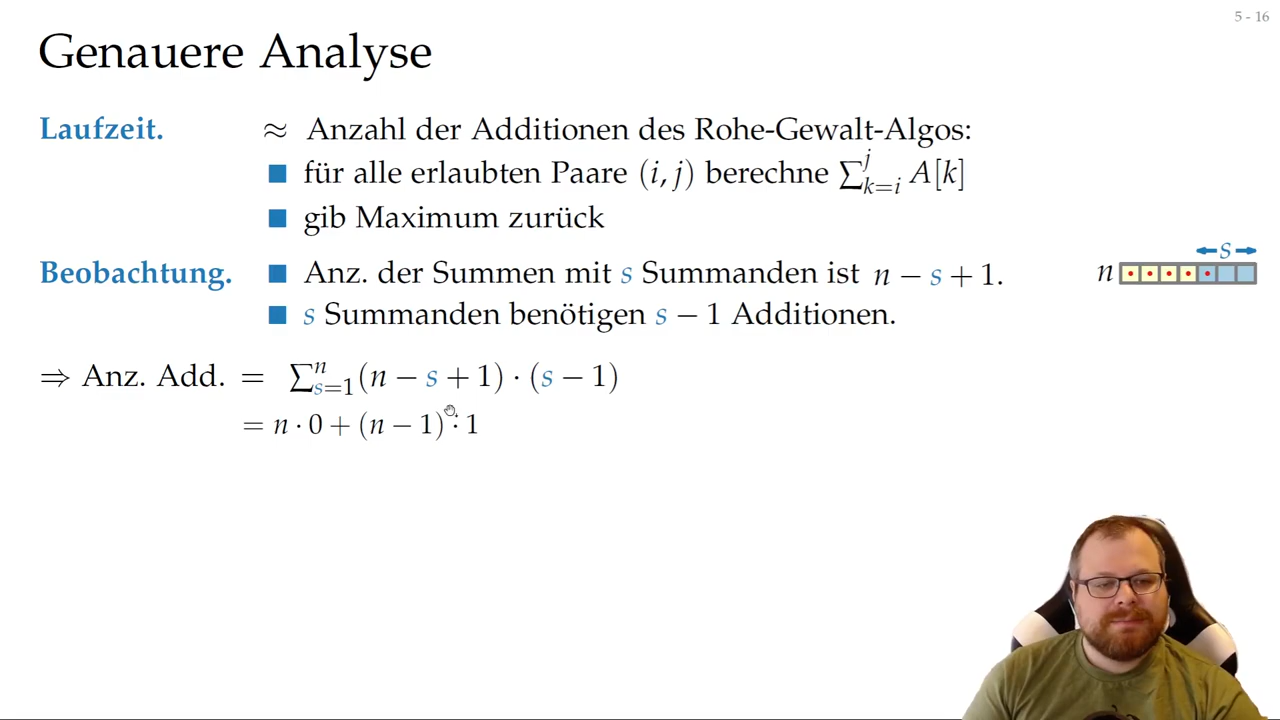 5 - 16
Genauere Analyse
Laufzeit. ≈ Anzahl der Additionen des Rohe-Gewalt-Algos:
■ für alle erlaubten Paare (i, j) berechne ∑_{k=i}^{j} A[k]
■ gib Maximum zurück
Beobachtung. ■ Anz. der Summen mit s Summanden ist n − s + 1.
■ s Summanden benötigen s − 1 Additionen.
s
n
⇒ Anz. Add. = ∑_{s=1}^{n} (n − s + 1) · (s − 1)
= n · 0 + (n − 1) · 1